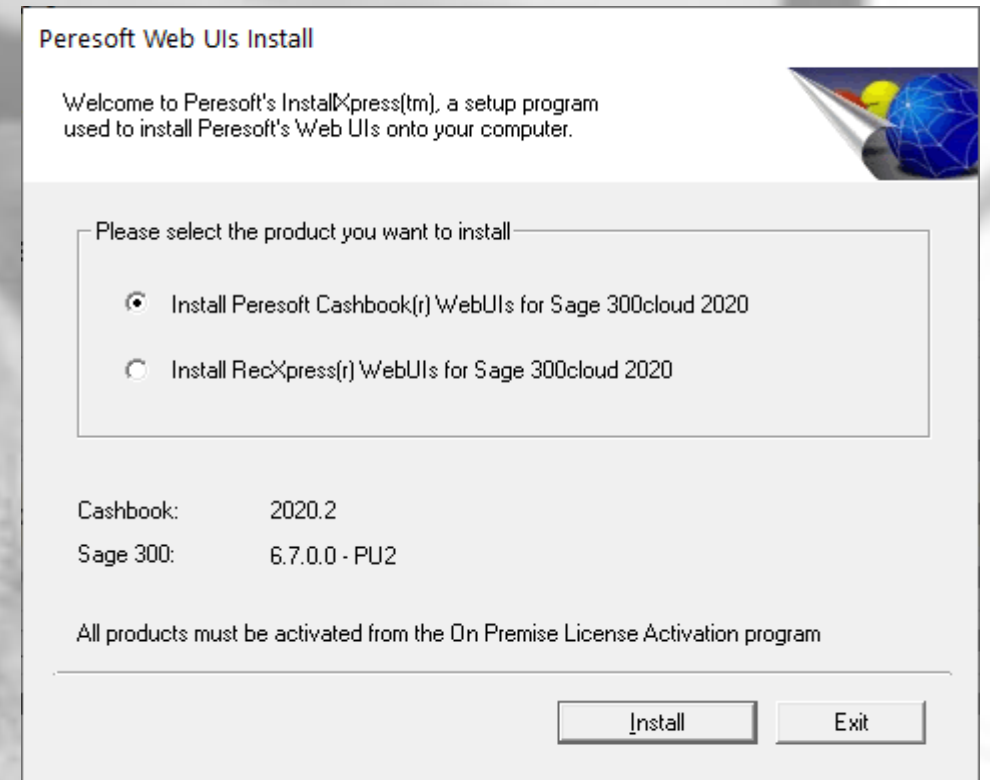 Peresoft Web UIs Install
Welcome to Peresoft's InstallXpress(tm), a setup program
used to install Peresoft's Web UIs onto your computer.
Please select the product you want to install
Install Peresoft Cashbook(r) WebUIs for Sage 300cloud 2020
Install RecXpress(r) WebUIs for Sage 300cloud 2020
Cashbook: 2020.2
Sage 300: 6.7.0.0 - PU2
All products must be activated from the On Premise License Activation program
Install Exit